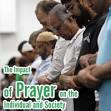 The Impact
of Prayer on the
Individual and Society